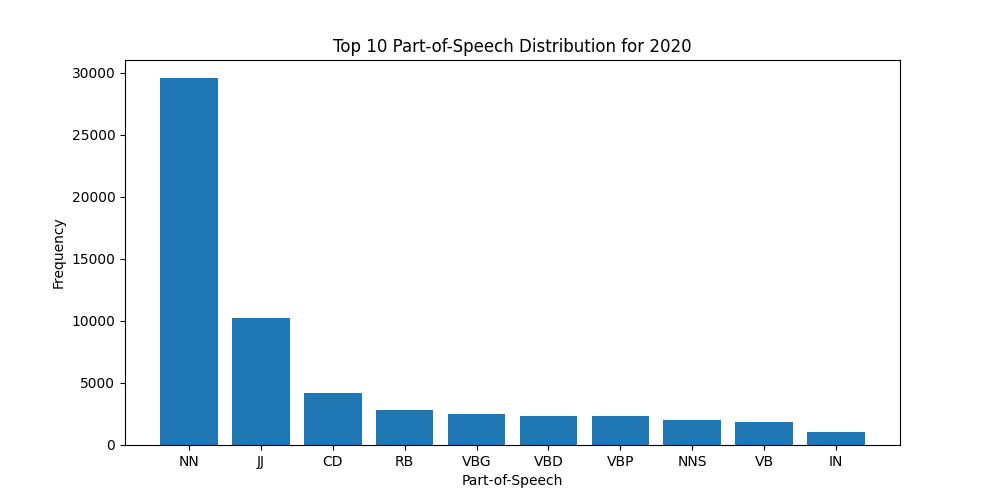 Top 10 Part-of-Speech Distribution for 2020
30000
25000
20000
15000
10000
5000
0
Frequency
NN JJ CD RB VBG VBD VBP NNS VB IN
Part-of-Speech